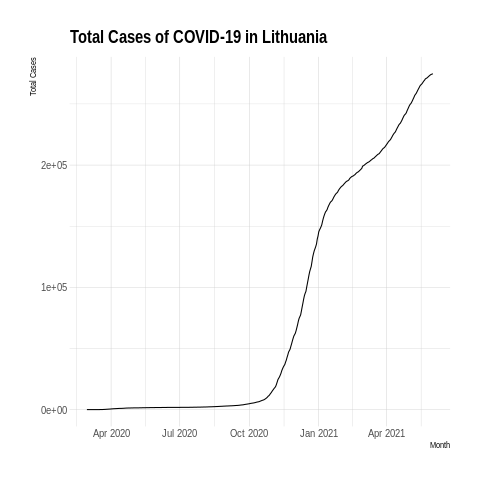 Total Cases of COVID-19 in Lithuania
Total Cases
2e+05
1e+05
0e+00
Apr 2020 Jul 2020 Oct 2020 Jan 2021 Apr 2021
Month